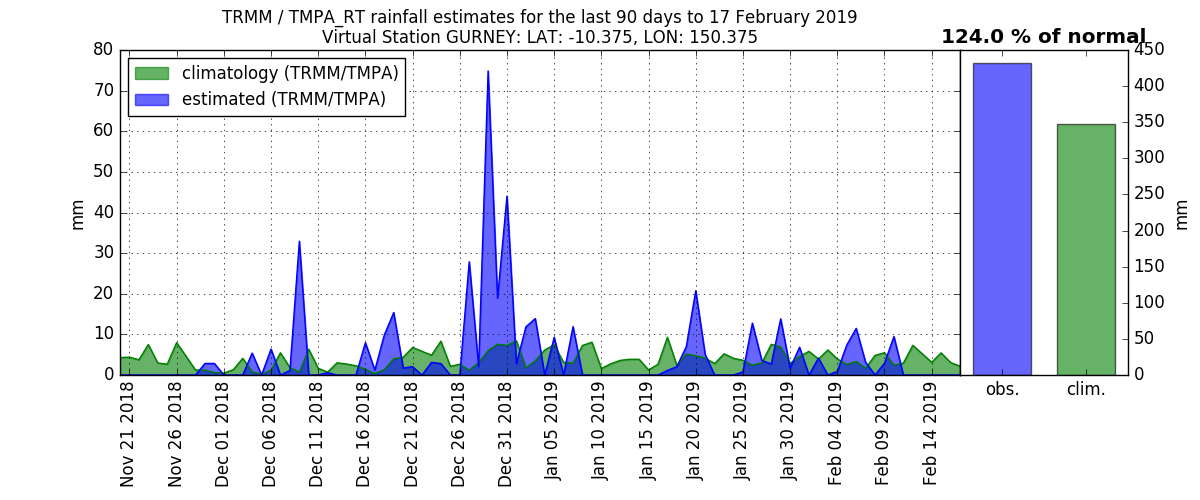 TRMM / TMPA_RT rainfall estimates for the last 90 days to 17 February 2019
Virtual Station GURNEY: LAT: -10.375, LON: 150.375
124.0 % of normal
climatology (TRMM/TMPA)
estimated (TRMM/TMPA)
mm
80
70
60
50
40
30
20
10
0
Nov 21 2018
Nov 26 2018
Dec 01 2018
Dec 06 2018
Dec 11 2018
Dec 16 2018
Dec 21 2018
Dec 26 2018
Dec 31 2018
Jan 05 2019
Jan 10 2019
Jan 15 2019
Jan 20 2019
Jan 25 2019
Jan 30 2019
Feb 04 2019
Feb 09 2019
Feb 14 2019
obs.
clim.
450
400
350
300
250
200
150
100
50
0
mm